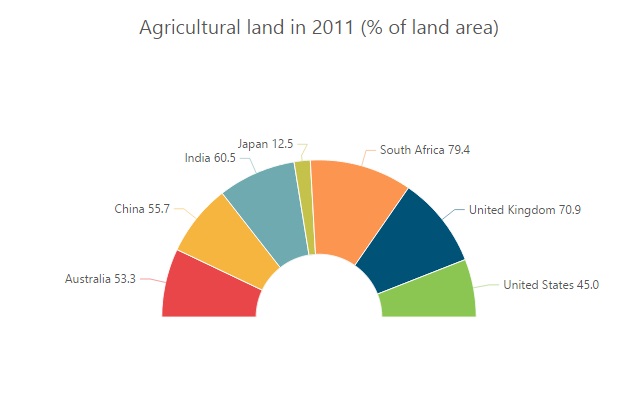 Agricultural land in 2011 (% of land area)
Japan 12.5
South Africa 79.4
India 60.5
China 55.7
United Kingdom 70.9
Australia 53.3
United States 45.0